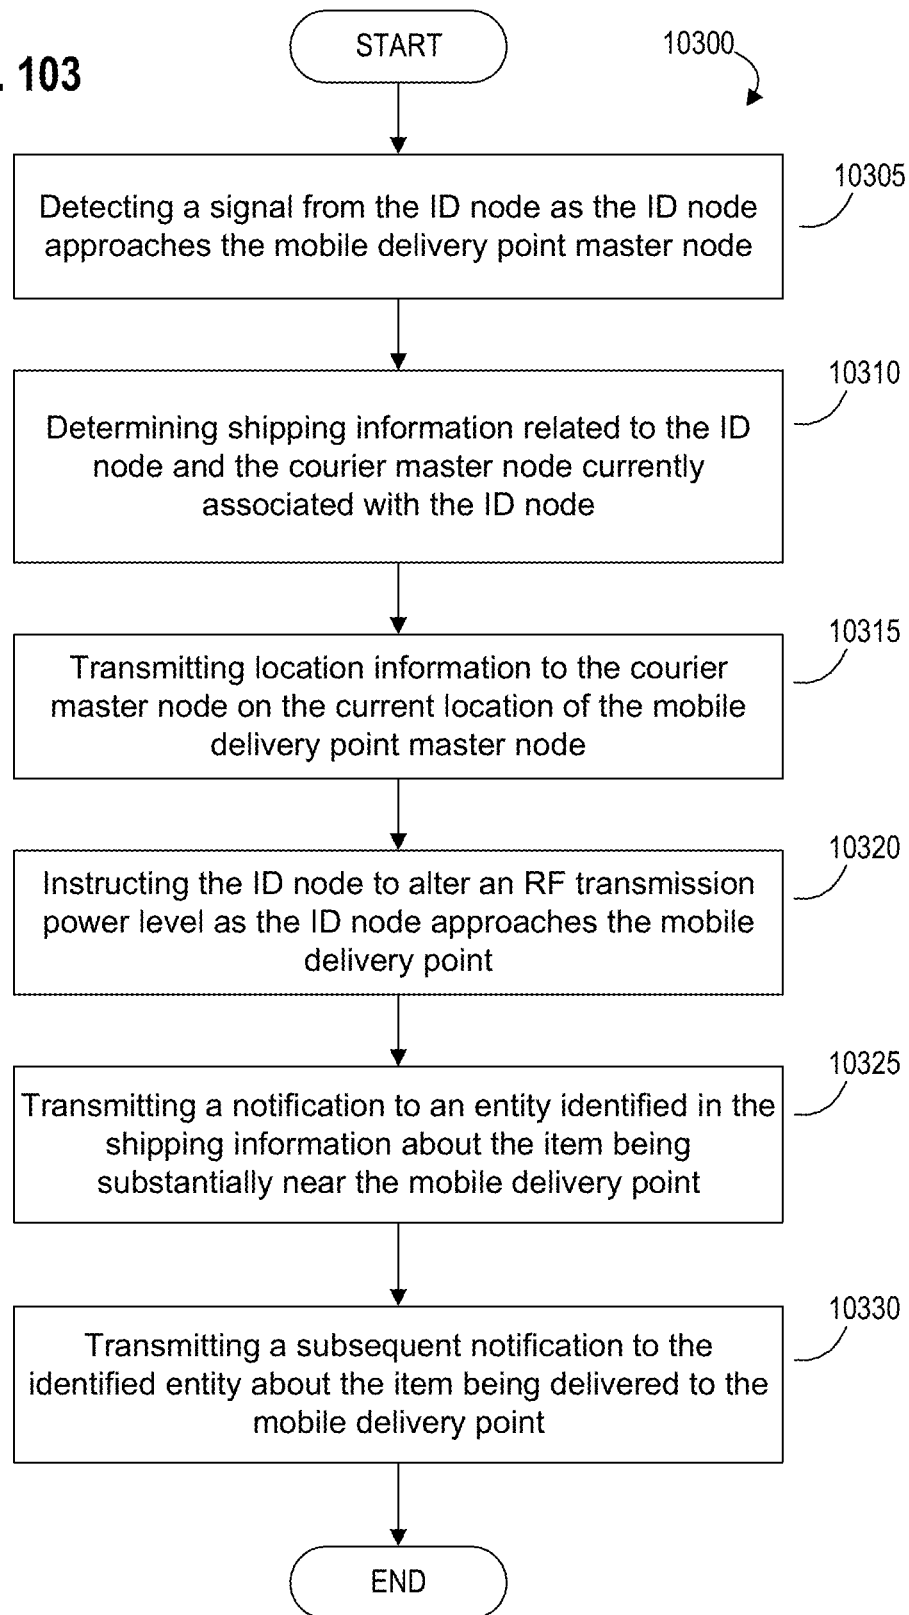 START
10300
. 103
10305
Detecting a signal from the ID node as the ID node
approaches the mobile delivery point master node
10310
Determining shipping information related to the ID
node and the courier master node currently
associated with the ID node
10315
Transmitting location information to the courier
master node on the current location of the mobile
delivery point master node
10320
Instructing the ID node to alter an RF transmission
power level as the ID node approaches the mobile
delivery point
10325
Transmitting a notification to an entity identified in the
shipping information about the item being
substantially near the mobile delivery point
10330
Transmitting a subsequent notification to the
identified entity about the item being delivered to the
mobile delivery point
END